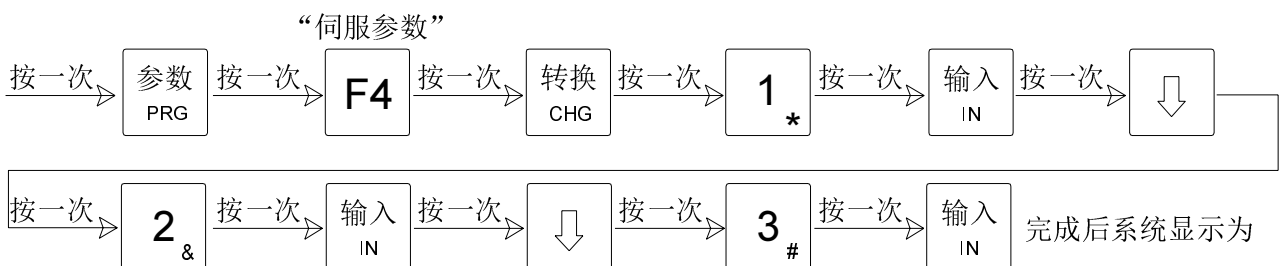 “伺服参数”
按一次 参数 PRG 按一次 F4 按一次 转换 CHG 按一次 1 * 按一次 输入 IN 按一次
按一次 2 & 按一次 输入 IN 按一次 按一次 3 # 按一次 输入 IN 完成后系统显示为